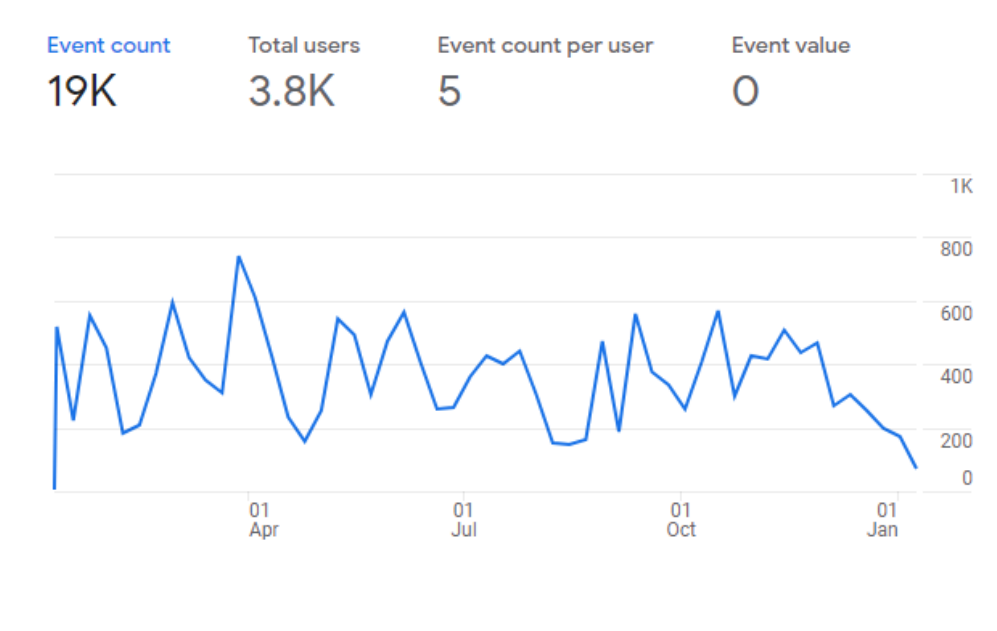 Event count Total users Event count per user Event value
19K 3.8K 5 0
1K
800
600
400
200
0
01 01 01 01
Apr Jul Oct Jan